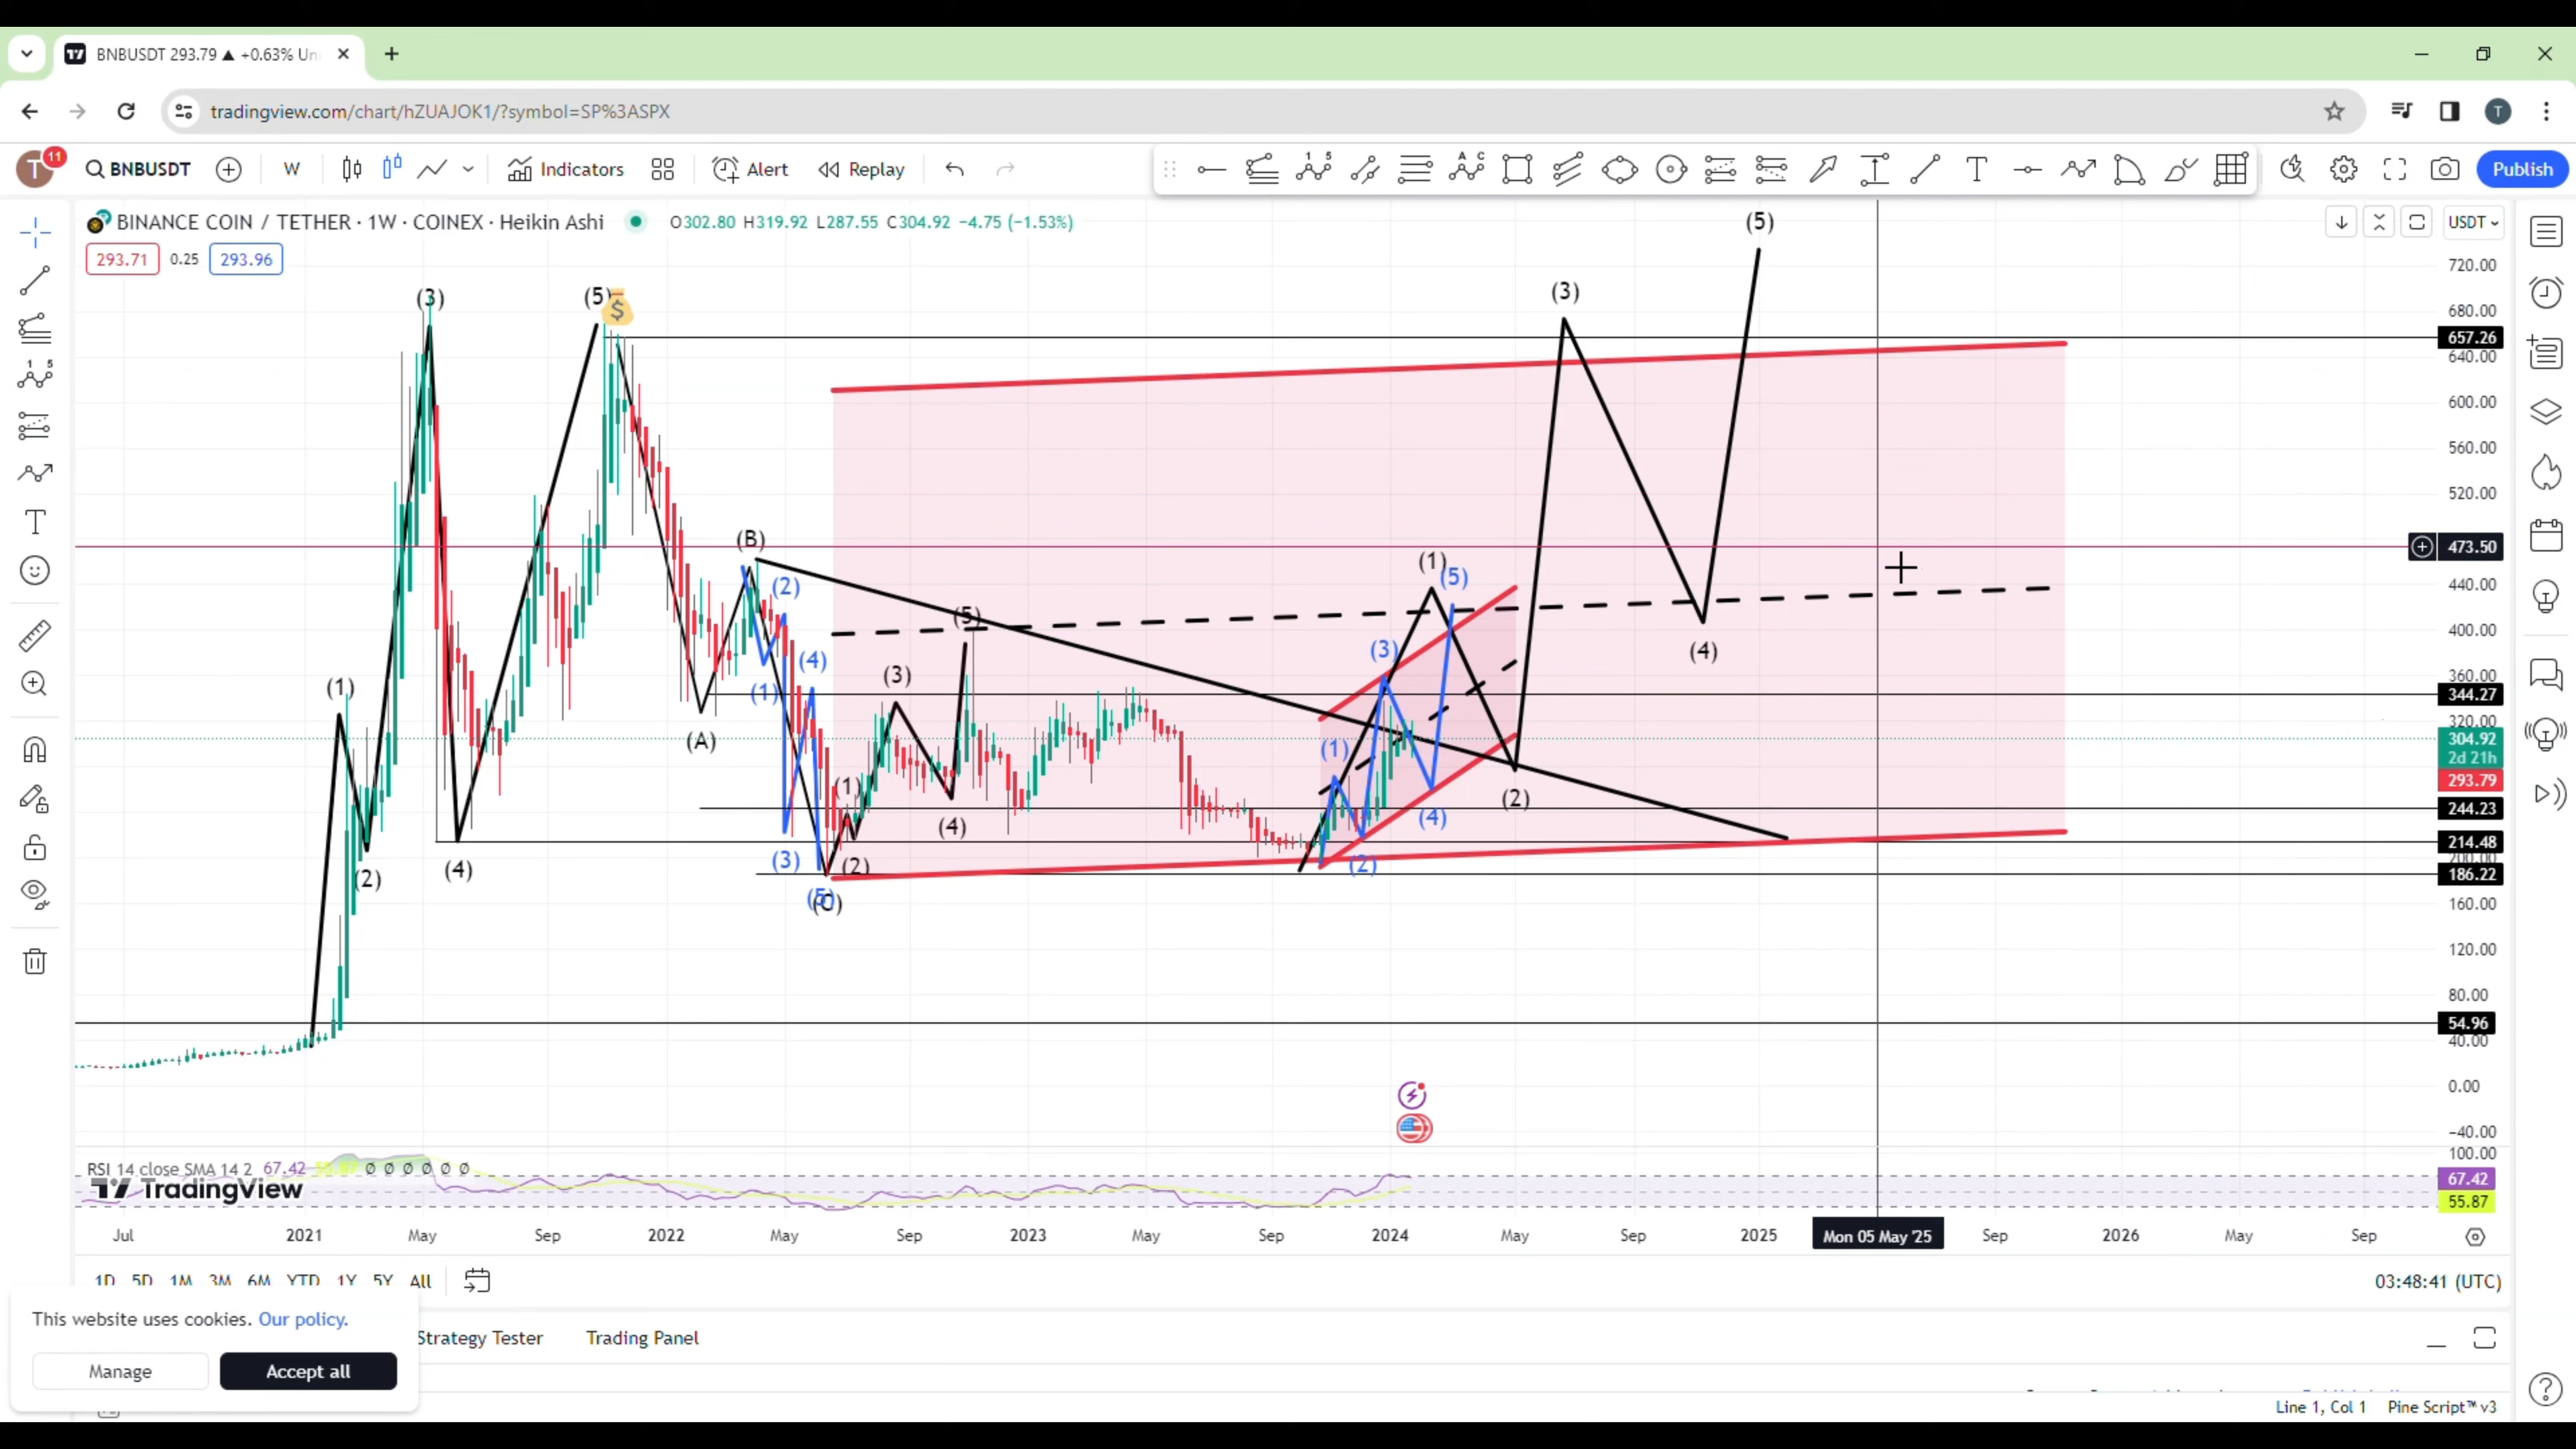 BNBUSDT 293.79 ▲ +0.63% Un
tradingview.com/chart/hZUAJOK1/?symbol=SP%3ASPX
T
T
11
BNBUSDT
W
Indicators
Alert
Replay
Publish
BINANCE COIN / TETHER · 1W · COINEX · Heikin Ashi
O302.80 H319.92 L287.55 C304.92 −4.75 (−1.53%)
293.71 0.25 293.96
USDT
(5)
720.00
(3)
(5)
(3)
680.00
657.26
640.00
600.00
560.00
520.00
(B)
473.50
(1)
(5)
(2)
440.00
(5)
400.00
(3)
(4)
(4)
(3)
360.00
(1)
(1)
344.27
320.00
(A)
304.92
2d 21h
(1)
293.79
(1)
(2)
244.23
(4)
(4)
214.48
200.00
(3)
(2)
(2)
(4)
(2)
186.22
(5)
(C)
160.00
120.00
80.00
54.96
40.00
0.00
−40.00
100.00
RSI 14 close SMA 14 2 67.42 55.87 Ø Ø Ø Ø Ø Ø
67.42
55.87
TradingView
Jul 2021 May Sep 2022 May Sep 2023 May Sep 2024 May Sep 2025 Mon 05 May '25 Sep 2026 May Sep
1D 5D 1M 3M 6M YTD 1Y 5Y All
03:48:41 (UTC)
This website uses cookies. Our policy.
Manage
Accept all
Strategy Tester
Trading Panel
Line 1, Col 1 Pine Script™ v3